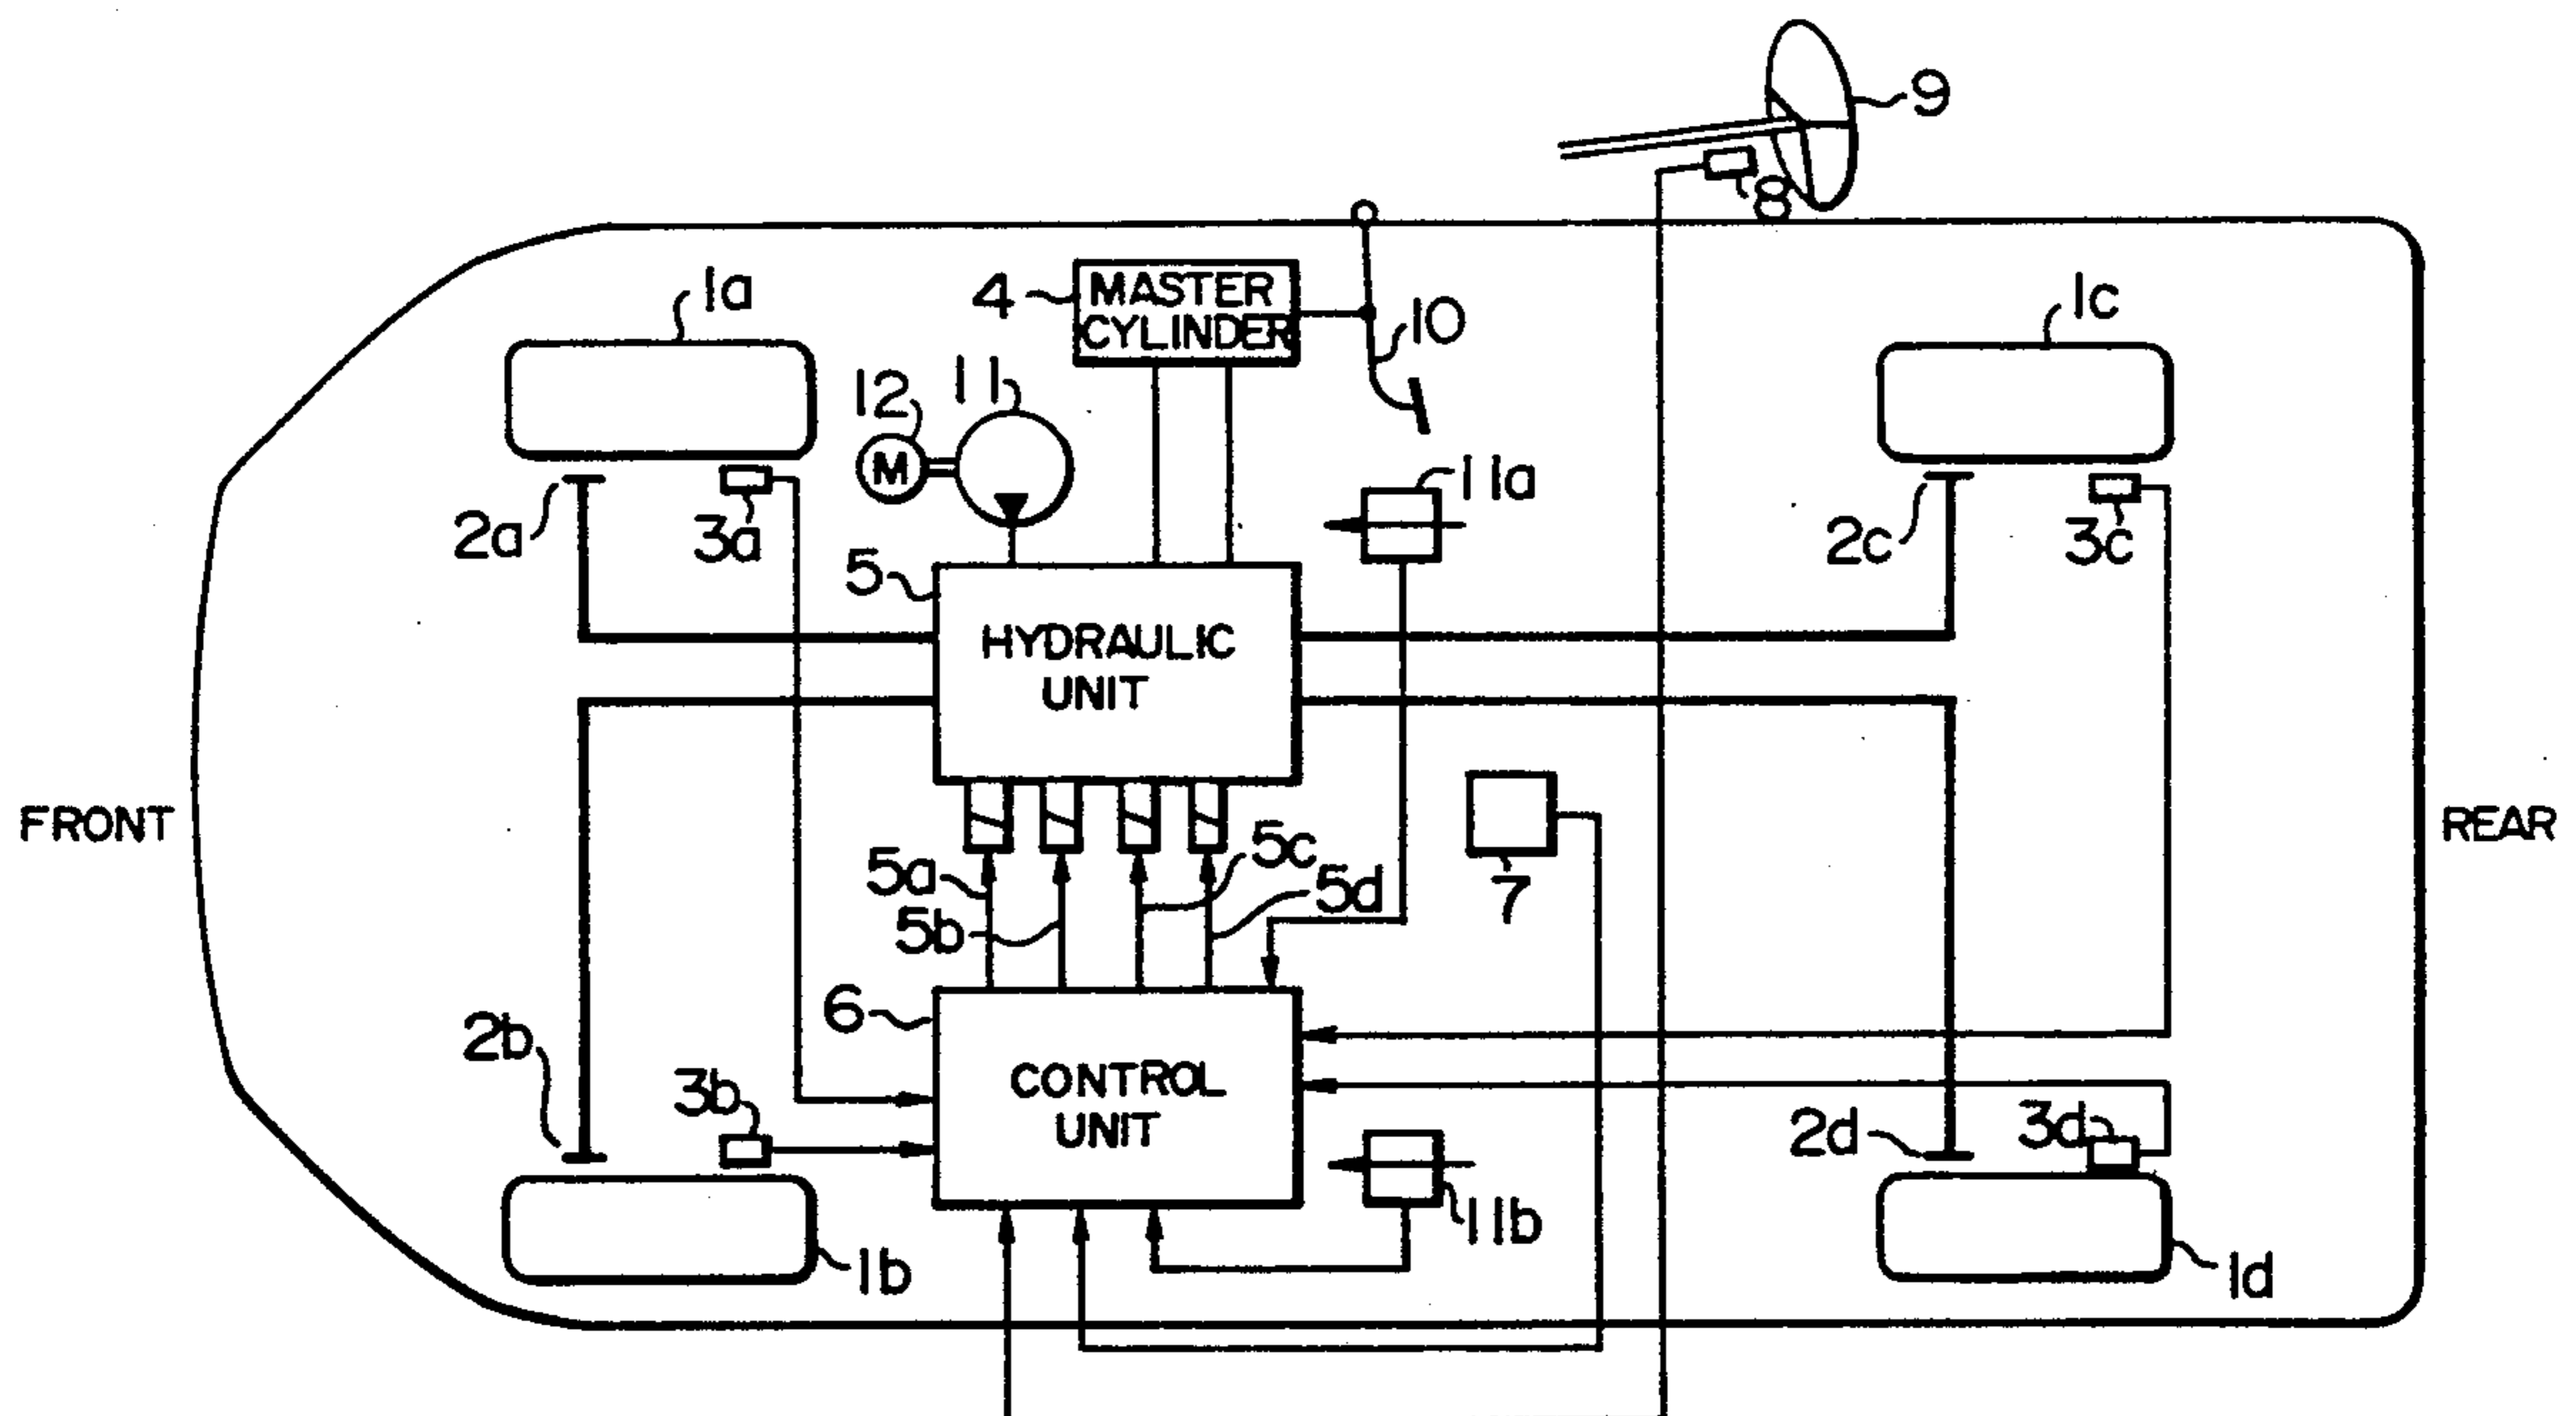 9
8
1a
4
MASTER
CYLINDER
10
1c
12
11
M
11a
2a
3a
2c
3c
5
HYDRAULIC
UNIT
FRONT
REAR
5a
5c
5b
5d
7
6
2b
3b
CONTROL
UNIT
2d
3d
11b
1b
1d